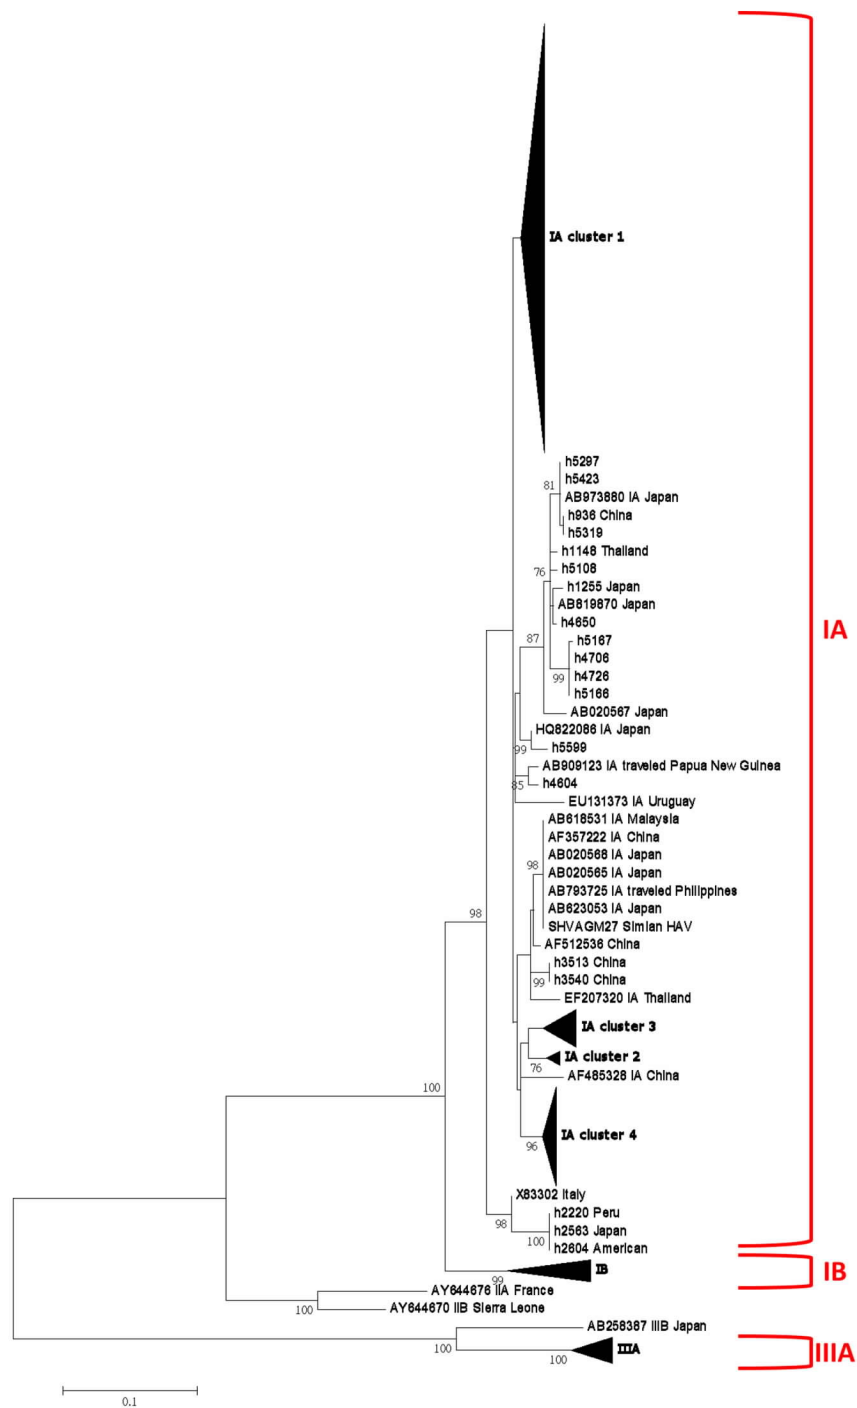 IA cluster 1
h5297
h5423
81
AB973880 IA Japan
h936 China
h5319
h1148 Thailand
76
h5108
h1255 Japan
AB819870 Japan
h4650
IA
87
h5167
h4706
99
h4726
h5166
AB020567 Japan
HQ822086 IA Japan
99
h5599
AB909123 IA traveled Papua New Guinea
85
h4604
EU131373 IA Uruguay
AB618531 IA Malaysia
AF357222 IA China
AB020568 IA Japan
98
AB020565 IA Japan
AB793725 IA traveled Philippines
AB623053 IA Japan
98
SHVAGM27 Simian HAV
AF512536 China
h3513 China
99
h3540 China
EF207320 IA Thailand
IA cluster 3
IA cluster 2
76
AF485328 IA China
100
IA cluster 4
96
X83302 Italy
h2220 Peru
98
h2563 Japan
100
h2604 American
IB
99
IB
AY644676 IIA France
100
AY644670 IIB Sierra Leone
AB258387 IIIB Japan
100
IIIA
100
IIIA
0.1